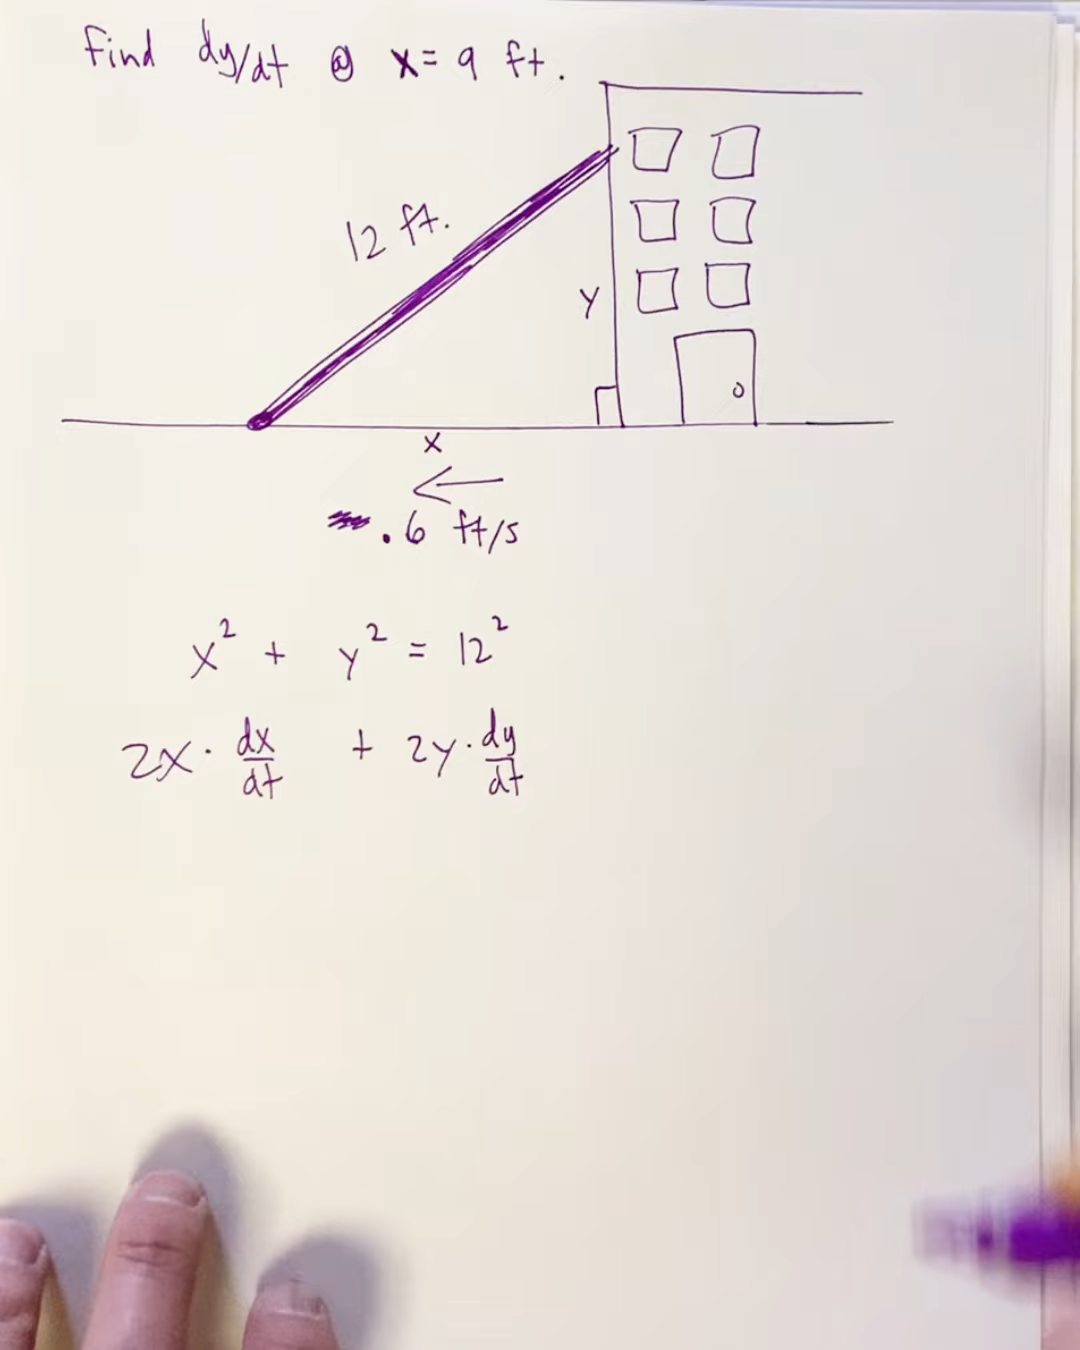 find dy/dt @ x = 9 ft.
12 ft.
y
x
.6 ft/s
x² + y² = 12²
2x · dx/dt + 2y · dy/dt